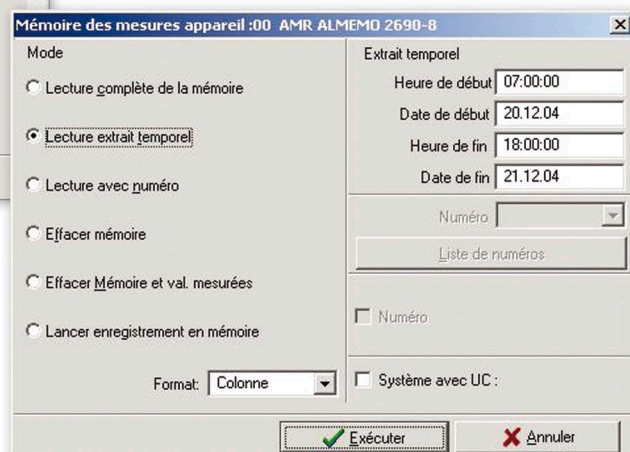 Mémoire des mesures appareil :00 AMR ALMEMO 2690-8
Mode
Lecture complète de la mémoire
Lecture extrait temporel
Lecture avec numéro
Effacer mémoire
Effacer Mémoire et val. mesurées
Lancer enregistrement en mémoire
Format: Colonne
Extrait temporel
Heure de début 07:00:00
Date de début 20.12.04
Heure de fin 18:00:00
Date de fin 21.12.04
Numéro
Liste de numéros
Numéro
Système avec UC :
Exécuter
Annuler